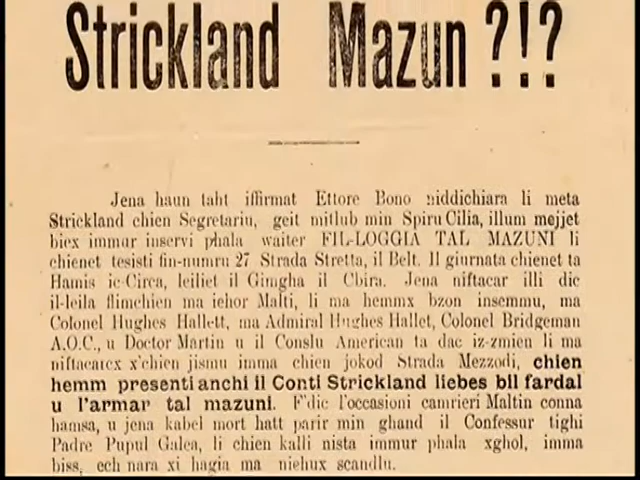 Strickland Mazun ?!?
Jena haun taht iffirmat Ettore Bono niddichiara li meta
Strickland chien Segretariu, geit mitlub min Spiru Cilia, illum mejjet
biex immur inservi phala waiter FIL-LOGGIA TAL MAZUNI li
chienet tesisti fin-numru 27 Strada Stretta, il Belt. Il giurnata chienet ta
Hamis ic-Circa, leiliet il Gimgha il Cbira. Jena niftacar illi dic
il-leila flimchien ma iehor Malti, li ma hemmx bzon insemmu, ma
Colonel Hughes Hallett, ma Admiral Hughes Hallet, Colonel Bridgeman
A.O.C., u Doctor Martin u il Conslu American ta dac iz-zmien li ma
niftacarex x'chien jismu imma chien jokod Strada Mezzodi, chien
hemm presenti anchi il Conti Strickland liebes bil fardal
u l'armar tal mazuni. F'dic l'occasioni camrieri Maltin conna
hamsa, u jena kabel mort hatt parir min ghand il Confessur tighi
Padre Pupul Galea, li chien kalli nista immur phala xghol, imma
biss, ech nara xi hagia ma niehux scandlu.